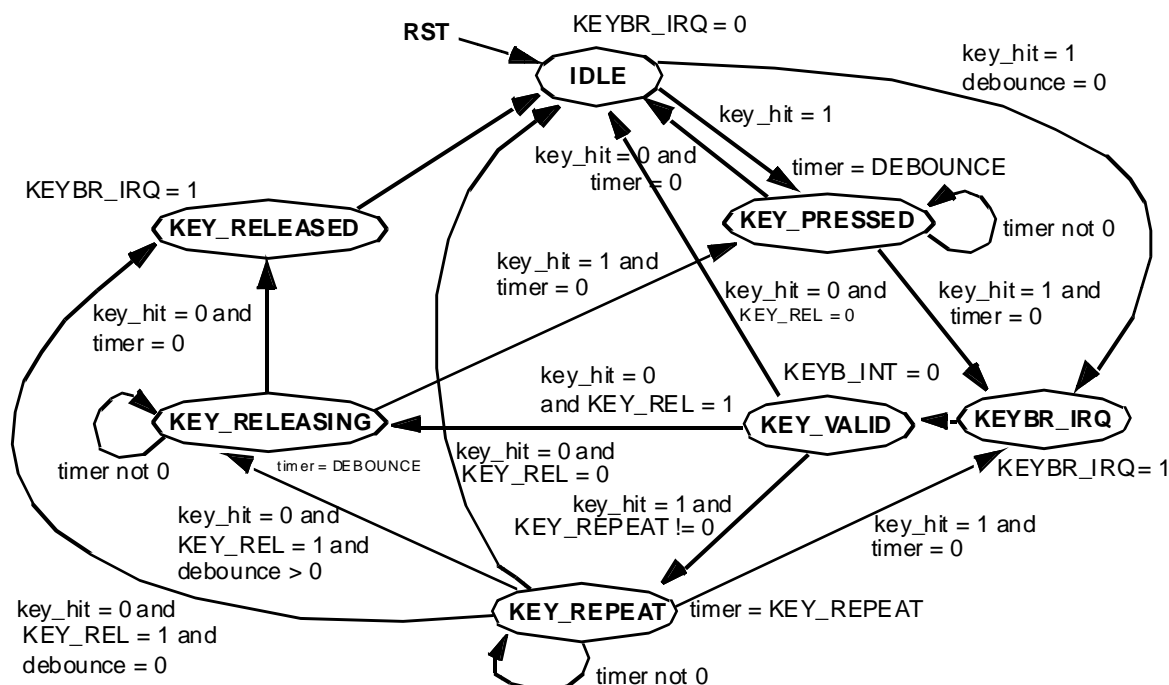 KEYBR_IRQ = 0
RST
IDLE
key_hit = 1
debounce = 0
key_hit = 1
key_hit = 0 and
timer = 0
timer = DEBOUNCE
KEYBR_IRQ = 1
KEY_RELEASED
KEY_PRESSED
timer not 0
key_hit = 1 and
timer = 0
key_hit = 0 and
KEY_REL = 0
key_hit = 1 and
timer = 0
key_hit = 0 and
timer = 0
key_hit = 0
and KEY_REL = 1
KEYB_INT = 0
KEY_RELEASING
KEY_VALID
KEYBR_IRQ
timer not 0
timer = DEBOUNCE
key_hit = 0 and
KEY_REL = 0
KEYBR_IRQ= 1
key_hit = 1 and
KEY_REPEAT != 0
key_hit = 0 and
KEY_REL = 1 and
debounce > 0
key_hit = 1 and
timer = 0
key_hit = 0 and
KEY_REL = 1 and
debounce = 0
KEY_REPEAT
timer = KEY_REPEAT
timer not 0